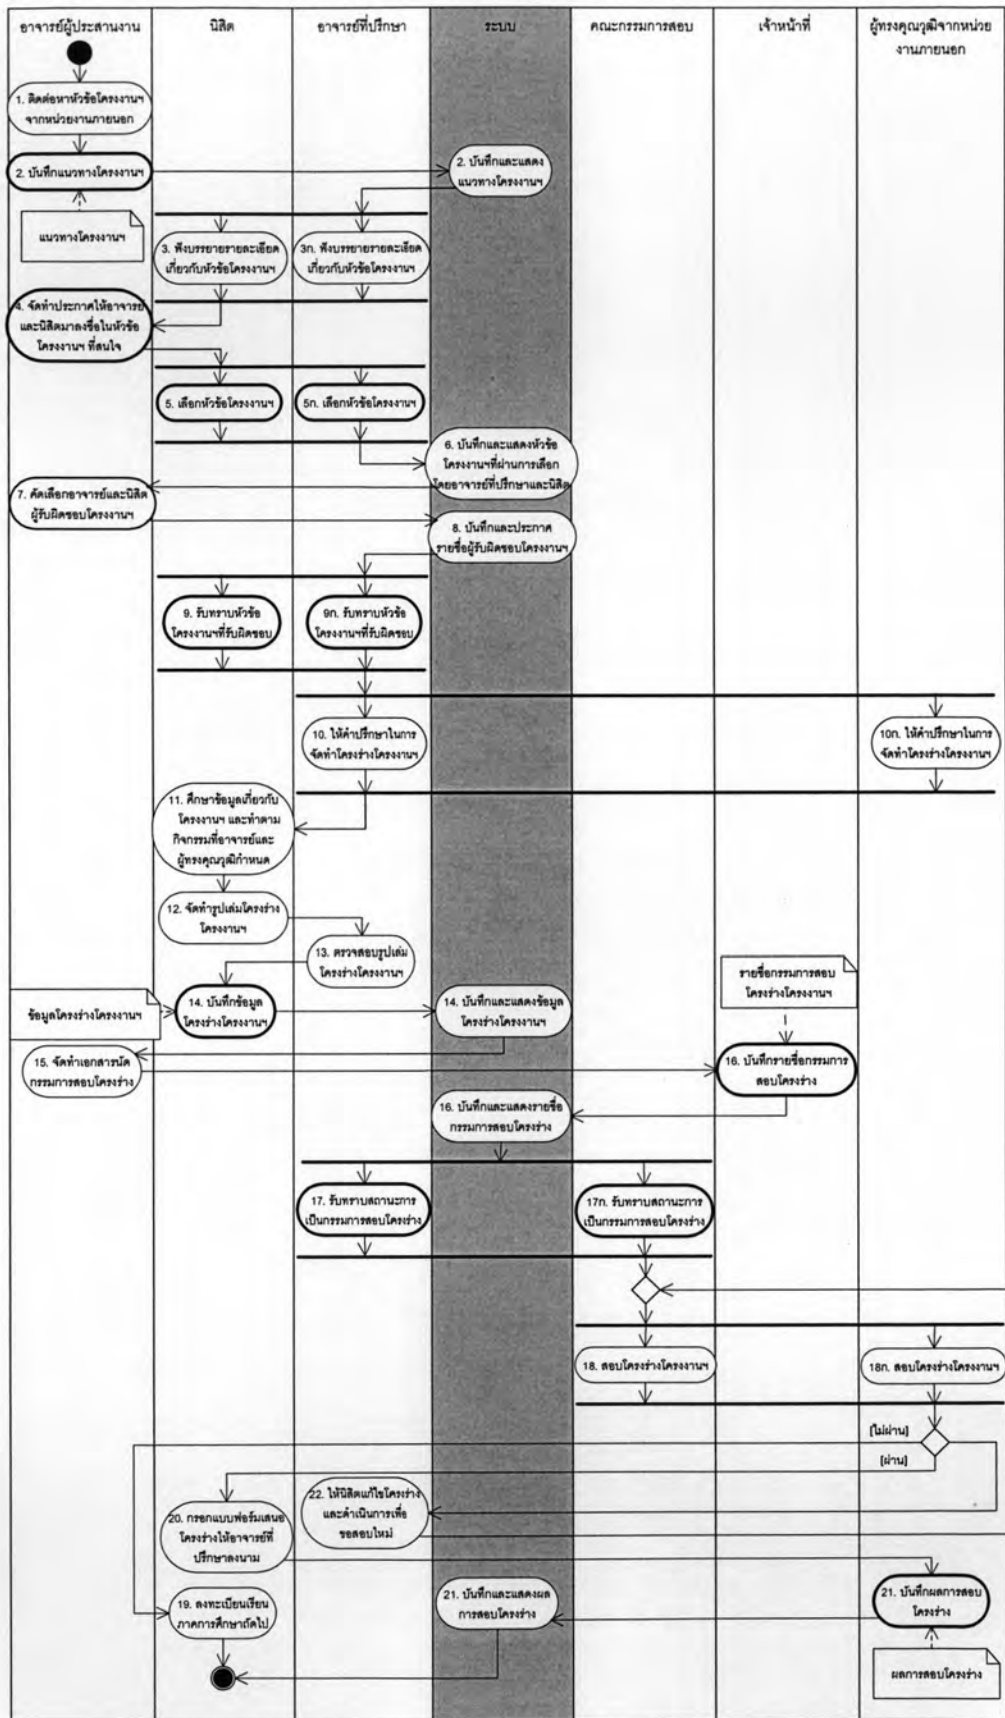 อาจารย์ผู้ประสานงาน
นิสิต
อาจารย์ที่ปรึกษา
ระบบ
คณะกรรมการสอบ
เจ้าหน้าที่
ผู้ทรงคุณวุฒิจากหน่วย
งานภายนอก
1. ติดต่อหาหัวข้อโครงงานฯ
จากหน่วยงานภายนอก
2. บันทึกแนวทางโครงงานฯ
2. บันทึกและแสดง
แนวทางโครงงานฯ
แนวทางโครงงานฯ
3. ฟังบรรยายรายละเอียด
เกี่ยวกับหัวข้อโครงงานฯ
3ก. ฟังบรรยายรายละเอียด
เกี่ยวกับหัวข้อโครงงานฯ
4. จัดทำประกาศให้อาจารย์
และนิสิตมาลงชื่อในหัวข้อ
โครงงานฯ ที่สนใจ
5. เลือกหัวข้อโครงงานฯ
5ก. เลือกหัวข้อโครงงานฯ
6. บันทึกและแสดงหัวข้อ
โครงงานฯที่ผ่านการเลือก
โดยอาจารย์ที่ปรึกษาและนิสิต
7. คัดเลือกอาจารย์และนิสิต
ผู้รับผิดชอบโครงงานฯ
8. บันทึกและประกาศ
รายชื่อผู้รับผิดชอบโครงงานฯ
9. รับทราบหัวข้อ
โครงงานฯที่รับผิดชอบ
9ก. รับทราบหัวข้อ
โครงงานฯที่รับผิดชอบ
10. ให้คำปรึกษาในการ
จัดทำโครงร่างโครงงานฯ
10ก. ให้คำปรึกษาในการ
จัดทำโครงร่างโครงงานฯ
11. ศึกษาข้อมูลเกี่ยวกับ
โครงงานฯ และทำตาม
กิจกรรมที่อาจารย์และ
ผู้ทรงคุณวุฒิกำหนด
12. จัดทำรูปเล่มโครงร่าง
โครงงานฯ
13. ตรวจสอบรูปเล่ม
โครงร่างโครงงานฯ
รายชื่อกรรมการสอบ
โครงร่างโครงงานฯ
ข้อมูลโครงร่างโครงงานฯ
14. บันทึกข้อมูล
โครงร่างโครงงานฯ
14. บันทึกและแสดงข้อมูล
โครงร่างโครงงานฯ
15. จัดทำเอกสารนัด
กรรมการสอบโครงร่าง
16. บันทึกรายชื่อกรรมการ
สอบโครงร่าง
16. บันทึกและแสดงรายชื่อ
กรรมการสอบโครงร่าง
17. รับทราบสถานะการ
เป็นกรรมการสอบโครงร่าง
17ก. รับทราบสถานะการ
เป็นกรรมการสอบโครงร่าง
18. สอบโครงร่างโครงงานฯ
18ก. สอบโครงร่างโครงงานฯ
[ไม่ผ่าน]
[ผ่าน]
22. ให้นิสิตแก้ไขโครงร่าง
และดำเนินการเพื่อ
ขอสอบใหม่
20. กรอกแบบฟอร์มเสนอ
โครงร่างให้อาจารย์ที่
ปรึกษาลงนาม
19. ลงทะเบียนเรียน
ภาคการศึกษาถัดไป
21. บันทึกและแสดงผล
การสอบโครงร่าง
21. บันทึกผลการสอบ
โครงร่าง
ผลการสอบโครงร่าง